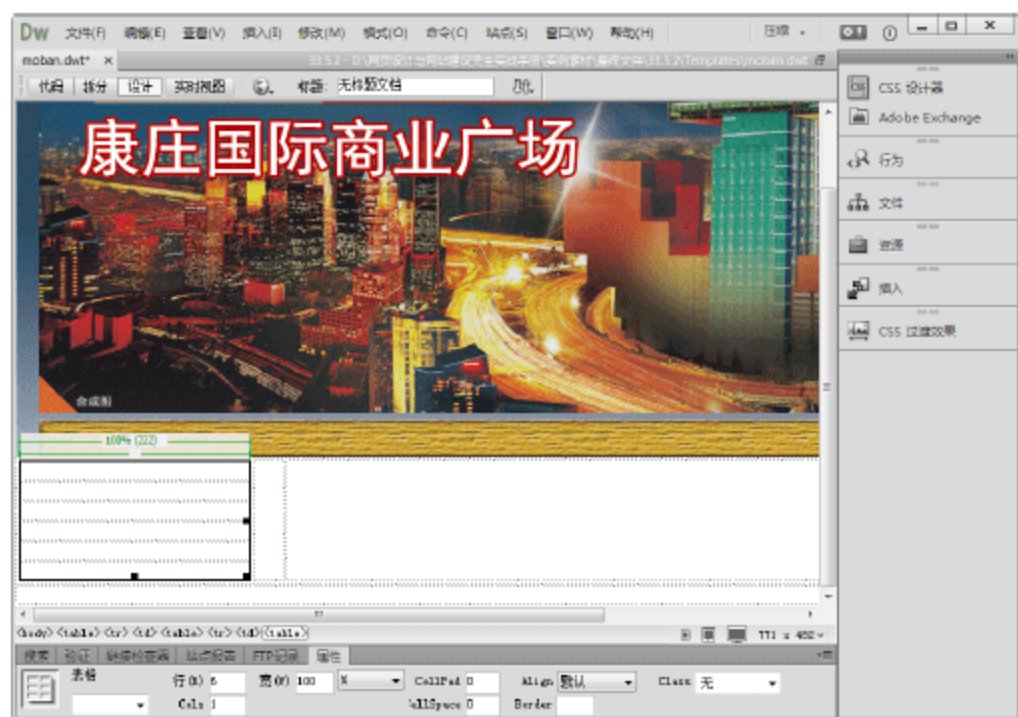 Dw 文件(F) 编辑(E) 查看(V) 插入(I) 修改(M) 格式(O) 命令(C) 站点(S) 窗口(W) 帮助(H) 压缩
moban.dwt* ×
代码 拆分 设计 实时视图 标题: 无标题文档
CSS 设计器
Adobe Exchange
行为
文件
资源
插入
CSS 过渡效果
康庄国际商业广场
合成图
100% (222)
<body><table><tr><td><table><tr><td><table> 771 x 482
搜索 验证 链接检查器 站点报告 FTP记录 属性
表格 行(R) 6 宽(W) 100 % CellPad 0 Align 默认 Class 无
Cols 1 CellSpace 0 Border